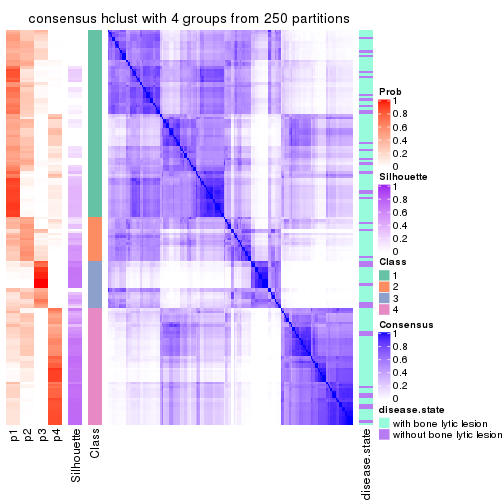 consensus hclust with 4 groups from 250 partitions
Prob
1
0.8
0.6
0.4
0.2
0
Silhouette
1
0.8
0.6
0.4
0.2
0
Class
1
2
3
4
Consensus
1
0.8
0.6
0.4
0.2
0
disease.state
with bone lytic lesion
without bone lytic lesion
p1
p2
p3
p4
Silhouette
Class
disease.state